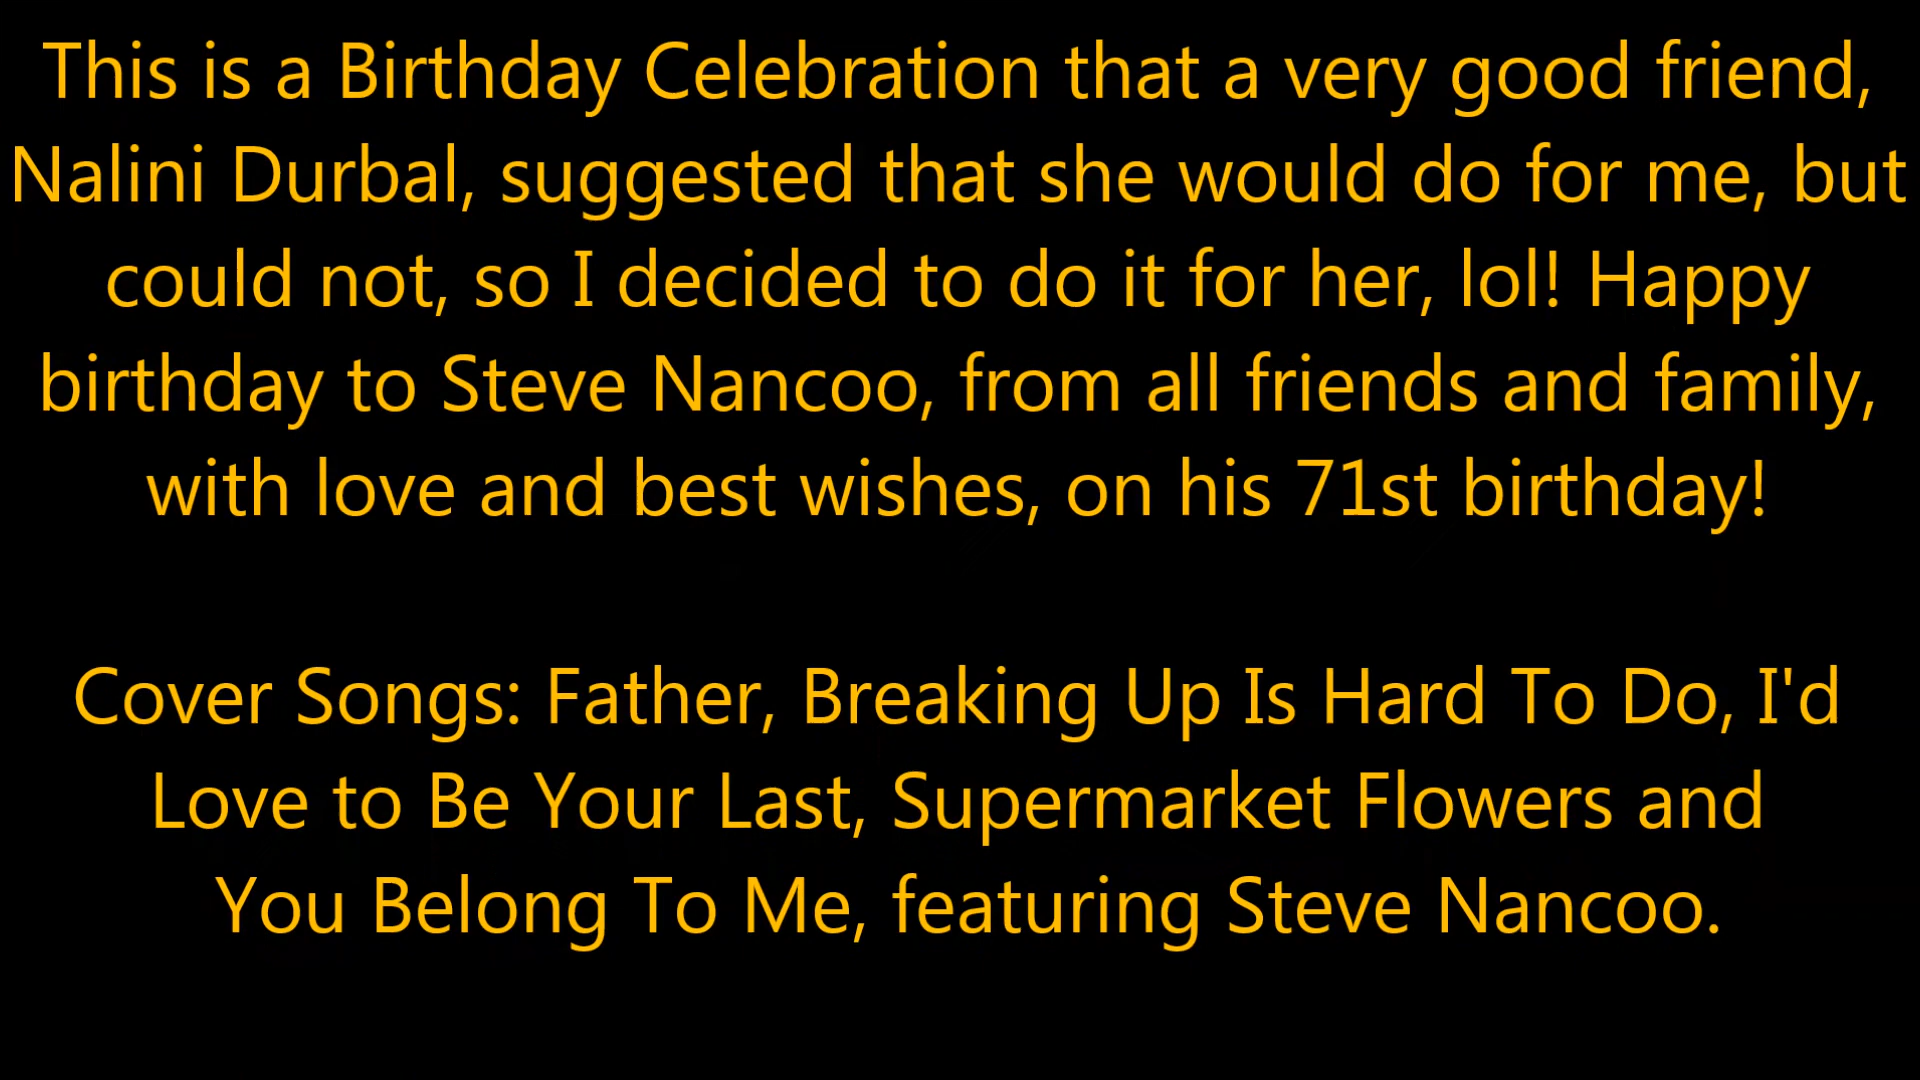 This is a Birthday Celebration that a very good friend,
Nalini Durbal, suggested that she would do for me, but
could not, so I decided to do it for her, lol! Happy
birthday to Steve Nancoo, from all friends and family,
with love and best wishes, on his 71st birthday!
Cover Songs: Father, Breaking Up Is Hard To Do, I'd
Love to Be Your Last, Supermarket Flowers and
You Belong To Me, featuring Steve Nancoo.